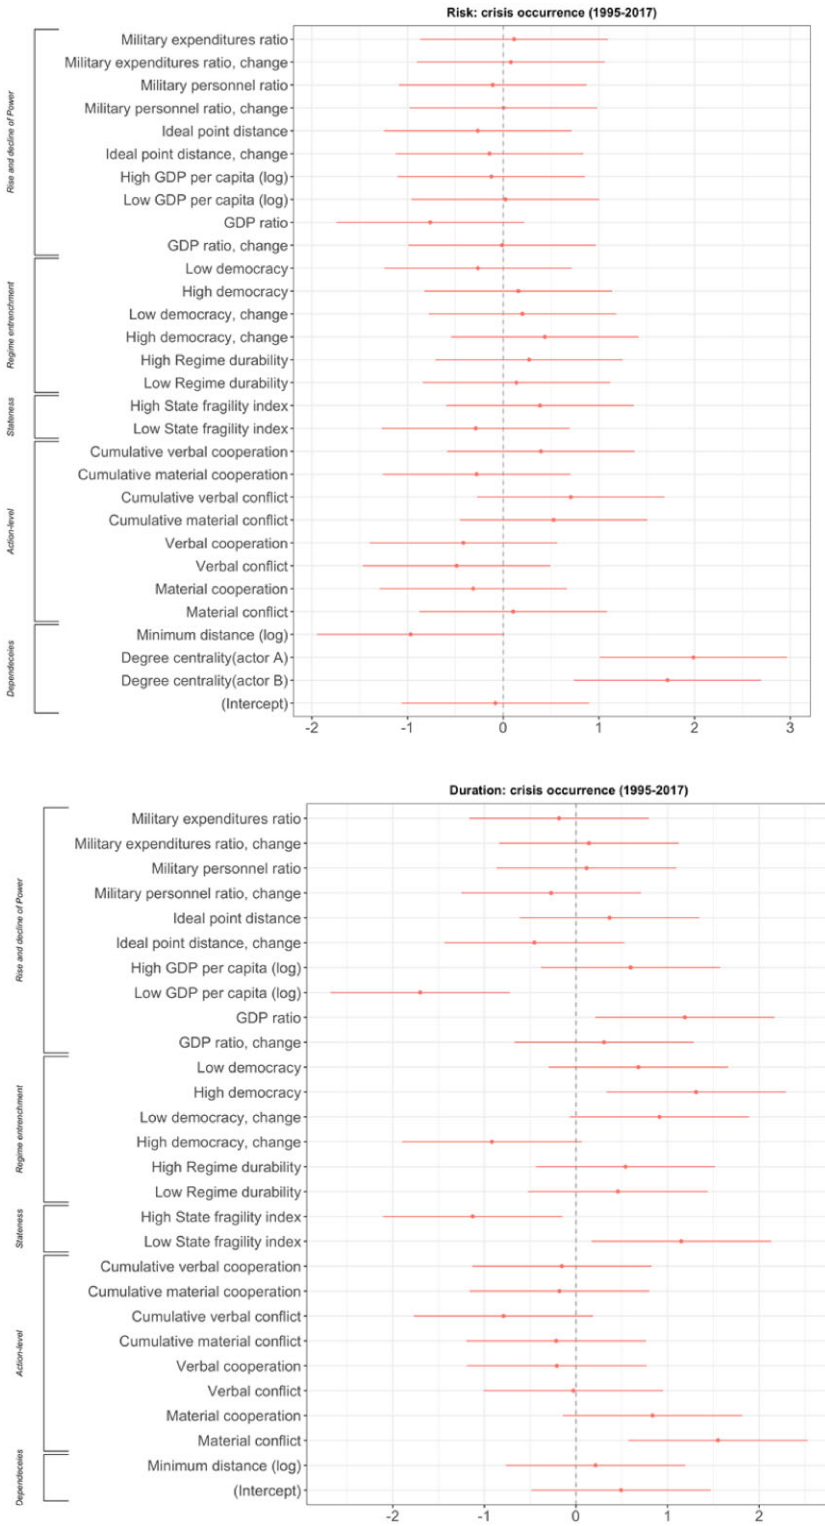 Risk: crisis occurrence (1995-2017)
Rise and decline of Power
Military expenditures ratio
Military expenditures ratio, change
Military personnel ratio
Military personnel ratio, change
Ideal point distance
Ideal point distance, change
High GDP per capita (log)
Low GDP per capita (log)
GDP ratio
GDP ratio, change
Regime entrenchment
Low democracy
High democracy
Low democracy, change
High democracy, change
High Regime durability
Low Regime durability
Stateness
High State fragility index
Low State fragility index
Action-level
Cumulative verbal cooperation
Cumulative material cooperation
Cumulative verbal conflict
Cumulative material conflict
Verbal cooperation
Verbal conflict
Material cooperation
Material conflict
Dependeceies
Minimum distance (log)
Degree centrality(actor A)
Degree centrality(actor B)
(Intercept)
-2 -1 0 1 2 3
Duration: crisis occurrence (1995-2017)
Rise and decline of Power
Military expenditures ratio
Military expenditures ratio, change
Military personnel ratio
Military personnel ratio, change
Ideal point distance
Ideal point distance, change
High GDP per capita (log)
Low GDP per capita (log)
GDP ratio
GDP ratio, change
Regime entrenchment
Low democracy
High democracy
Low democracy, change
High democracy, change
High Regime durability
Low Regime durability
Stateness
High State fragility index
Low State fragility index
Action-level
Cumulative verbal cooperation
Cumulative material cooperation
Cumulative verbal conflict
Cumulative material conflict
Verbal cooperation
Verbal conflict
Material cooperation
Material conflict
Dependeceies
Minimum distance (log)
(Intercept)
-2 -1 0 1 2